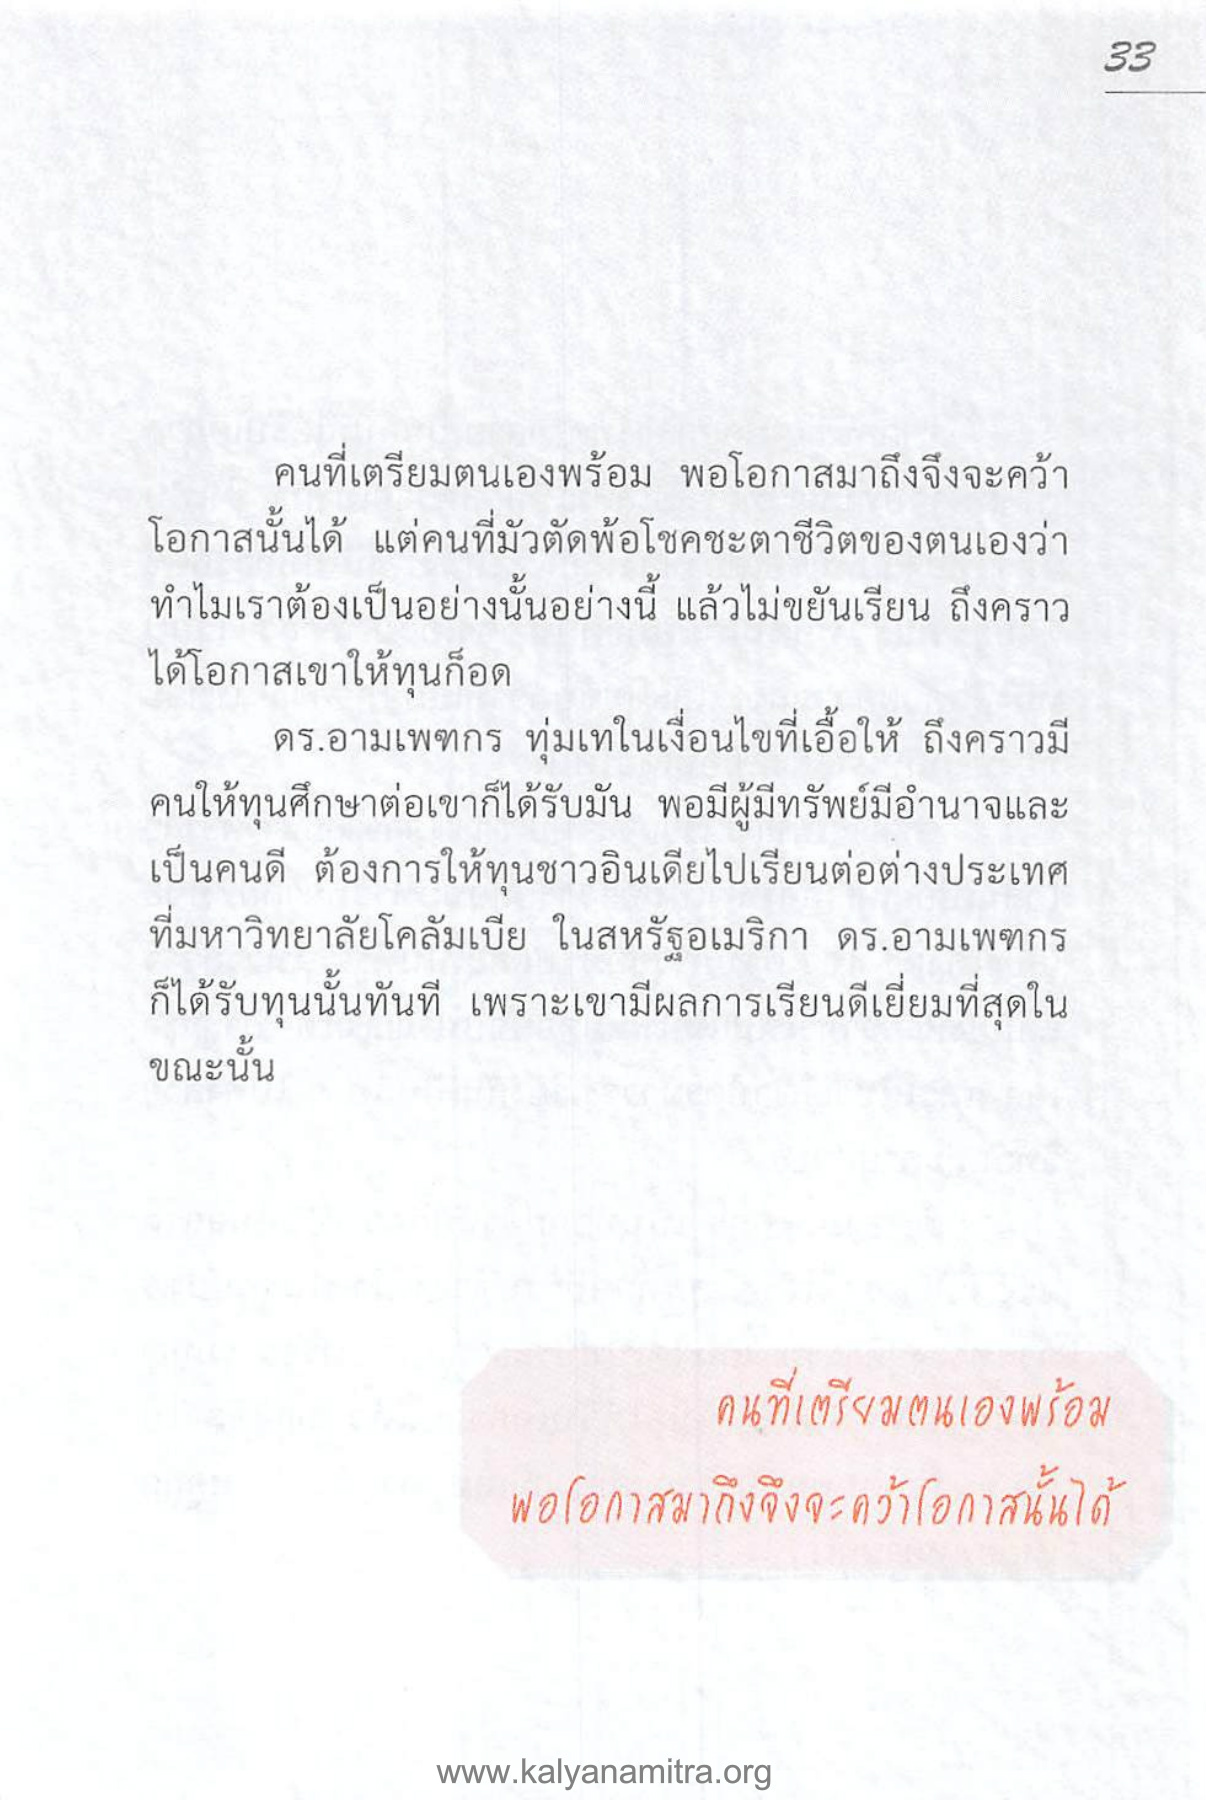 33
คนที่เตรียมตนเองพร้อม พอโอกาสมาถึงจึงจะคว้า
โอกาสนั้นได้ แต่คนที่มัวตัดพ้อโชคชะตาชีวิตของตนเองว่า
ทำไมเราต้องเป็นอย่างนั้นอย่างนี้ แล้วไม่ขยันเรียน ถึงคราว
ได้โอกาสเขาให้ทุนก็อด
ดร.อามเพฑกร ทุ่มเทในเงื่อนไขที่เอื้อให้ ถึงคราวมี
คนให้ทุนศึกษาต่อเขาก็ได้รับมัน พอมีผู้มีทรัพย์มีอำนาจและ
เป็นคนดี ต้องการให้ทุนชาวอินเดียไปเรียนต่อต่างประเทศ
ที่มหาวิทยาลัยโคลัมเบีย ในสหรัฐอเมริกา ดร.อามเพฑกร
ก็ได้รับทุนนั้นทันที เพราะเขามีผลการเรียนดีเยี่ยมที่สุดใน
ขณะนั้น
คนที่เตรียมตนเองพร้อม
พอโอกาสมาถึงจึงจะคว้าโอกาสนั้นได้
www.kalyanamitra.org